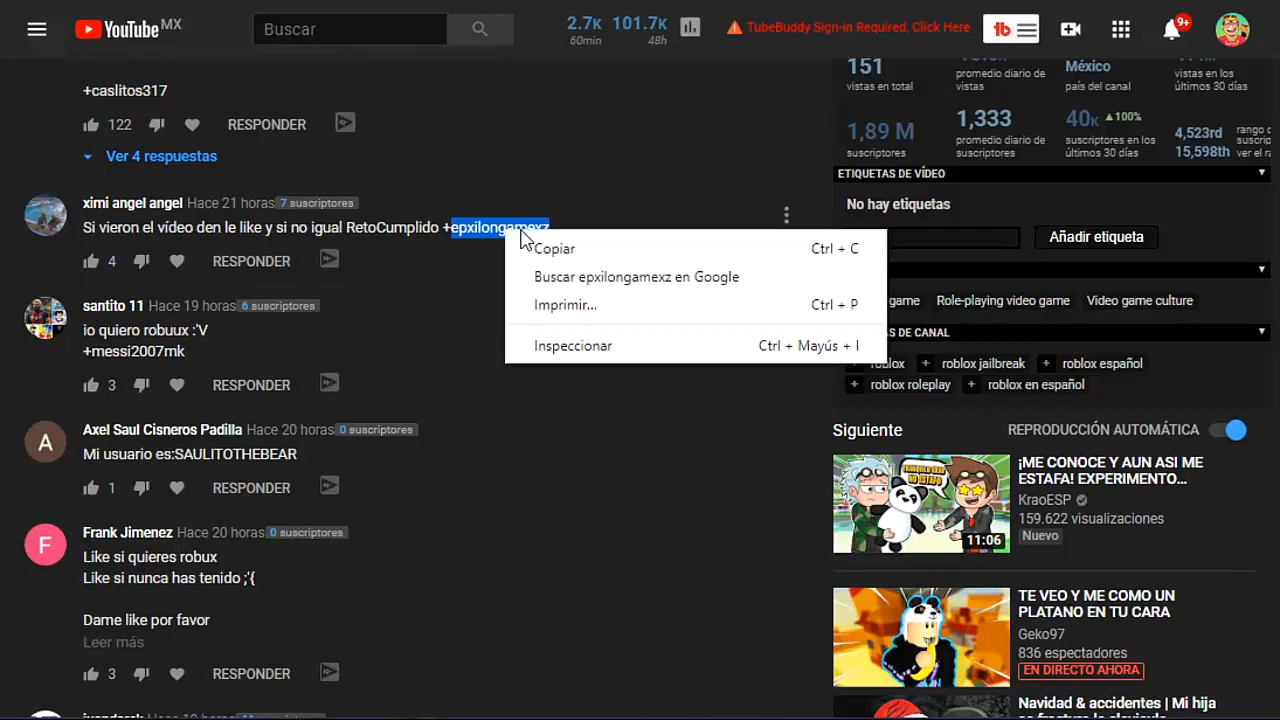 YouTube MX
Buscar
2.7K 60min
101.7K 48h
TubeBuddy Sign-in Required, Click Here
tb
9+
+caslitos317
122 RESPONDER
Ver 4 respuestas
ximi angel angel Hace 21 horas 7 suscriptores
Si vieron el vídeo den le like y si no igual RetoCumplido +epxilongamexz
4 RESPONDER
santito 11 Hace 19 horas 6 suscriptores
io quiero robuux :'V
+messi2007mk
3 RESPONDER
A
Axel Saul Cisneros Padilla Hace 20 horas 0 suscriptores
Mi usuario es:SAULITOTHEBEAR
1 RESPONDER
F
Frank Jimenez Hace 20 horas 0 suscriptores
Like si quieres robux
Like si nunca has tenido ;'{
Dame like por favor
Leer más
3 RESPONDER
Copiar Ctrl + C
Buscar epxilongamexz en Google
Imprimir... Ctrl + P
Inspeccionar Ctrl + Mayús + I
151
vistas en total
promedio diario de
vistas
México
país del canal
vistas en los
últimos 30 días
1,89 M
suscriptores
1,333
promedio diario de
suscriptores
40K ▲100%
suscriptores en los
últimos 30 días
4,523rd
15,598th
rango
suscrip
ver el ra
ETIQUETAS DE VÍDEO
No hay etiquetas
Añadir etiqueta
game Role-playing video game Video game culture
S DE CANAL
roblox + roblox jailbreak + roblox español
+ roblox roleplay + roblox en español
Siguiente REPRODUCCIÓN AUTOMÁTICA
11:06
¡ME CONOCE Y AUN ASI ME
ESTAFA! EXPERIMENTO...
KraoESP
159.622 visualizaciones
Nuevo
TE VEO Y ME COMO UN
PLATANO EN TU CARA
Geko97
836 espectadores
EN DIRECTO AHORA
Navidad & accidentes | Mi hija